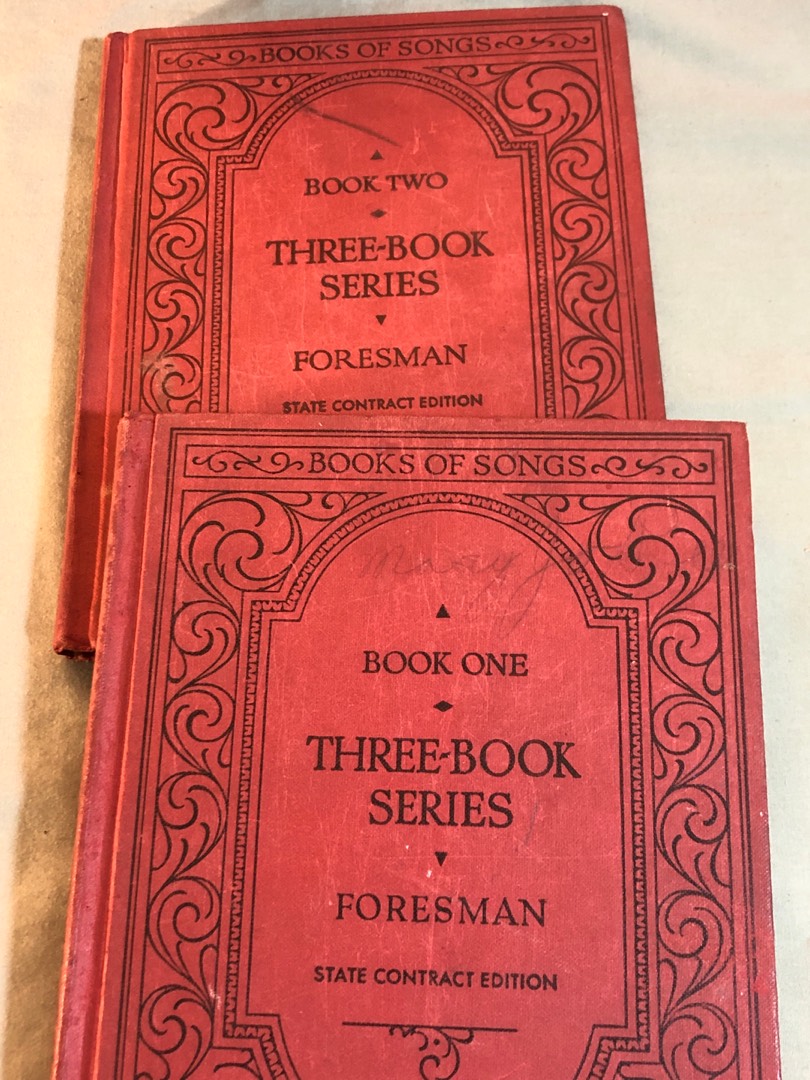 BOOKS OF SONGS
BOOK TWO
THREE-BOOK
SERIES
FORESMAN
STATE CONTRACT EDITION
BOOKS OF SONGS
Mary
BOOK ONE
THREE-BOOK
SERIES
FORESMAN
STATE CONTRACT EDITION